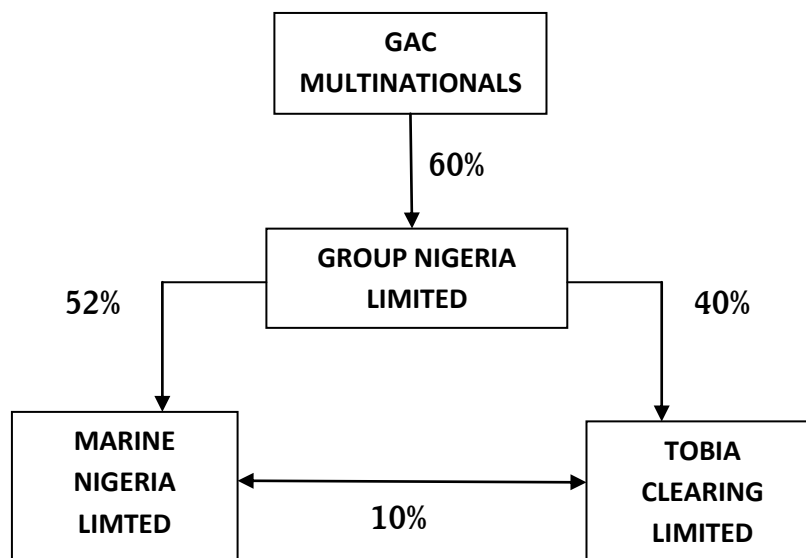 GAC
MULTINATIONALS
60%
GROUP NIGERIA
LIMITED
52%
40%
MARINE
NIGERIA
LIMTED
TOBIA
CLEARING
LIMITED
10%